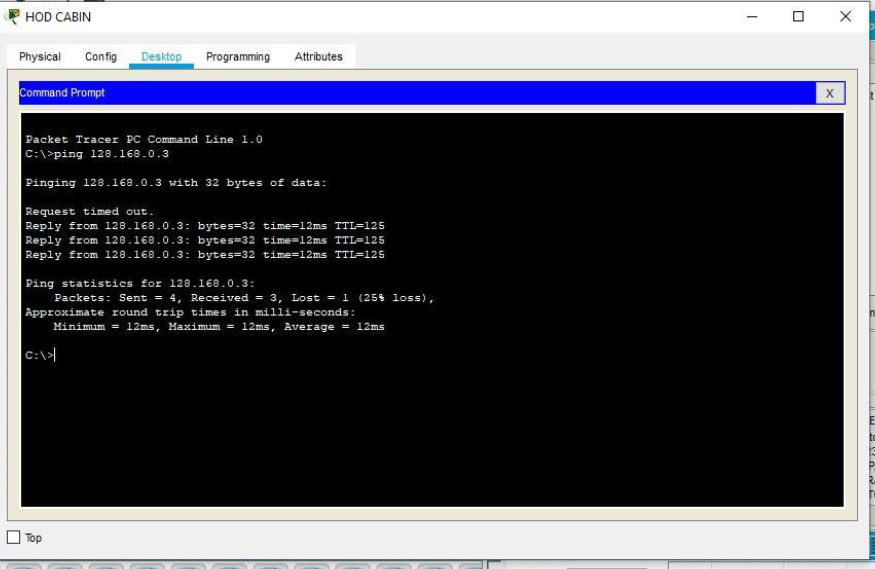 HOD CABIN
Physical Config Desktop Programming Attributes
Command Prompt X
Packet Tracer PC Command Line 1.0
C:\>ping 128.168.0.3
Pinging 128.168.0.3 with 32 bytes of data:
Request timed out.
Reply from 128.168.0.3: bytes=32 time=12ms TTL=125
Reply from 128.168.0.3: bytes=32 time=12ms TTL=125
Reply from 128.168.0.3: bytes=32 time=12ms TTL=125
Ping statistics for 128.168.0.3:
Packets: Sent = 4, Received = 3, Lost = 1 (25% loss),
Approximate round trip times in milli-seconds:
Minimum = 12ms, Maximum = 12ms, Average = 12ms
C:\>
Top